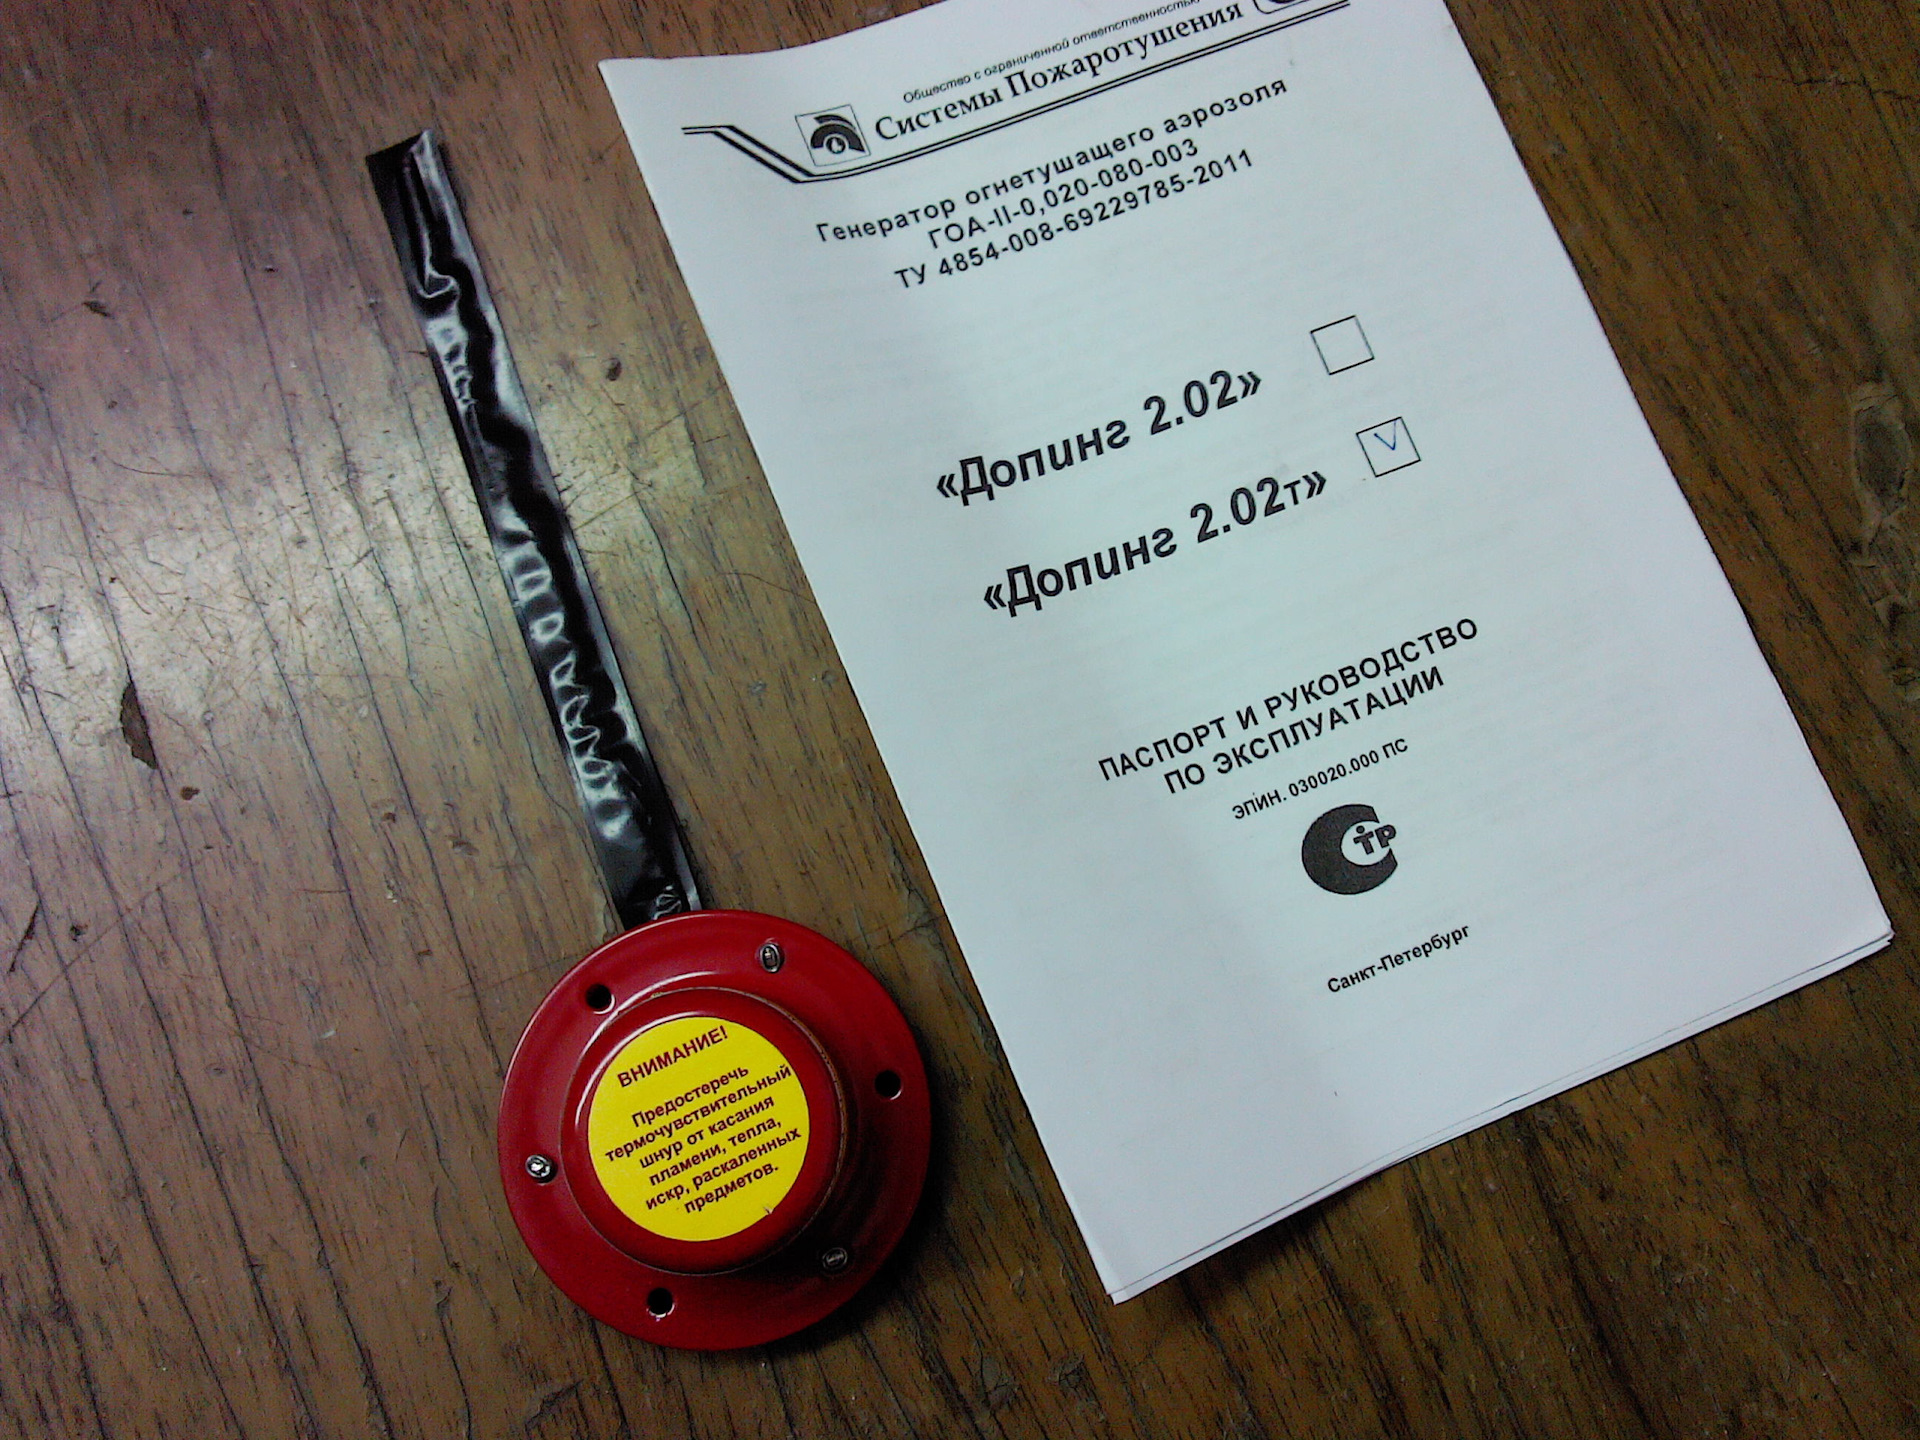 Общество с ограниченной ответственностью
Системы Пожаротушения
Генератор огнетушащего аэрозоля
ГОА-II-0,020-080-003
ТУ 4854-008-69229785-2011
«Допинг 2.02»
«Допинг 2.02т»
V
ПАСПОРТ И РУКОВОДСТВО
ПО ЭКСПЛУАТАЦИИ
ЭПИН. 030020.000 ПС
СТР
Санкт-Петербург
ВНИМАНИЕ!
Предостеречь
термочувствительный
шнур от касания
пламени, тепла,
искр, раскаленных
предметов.